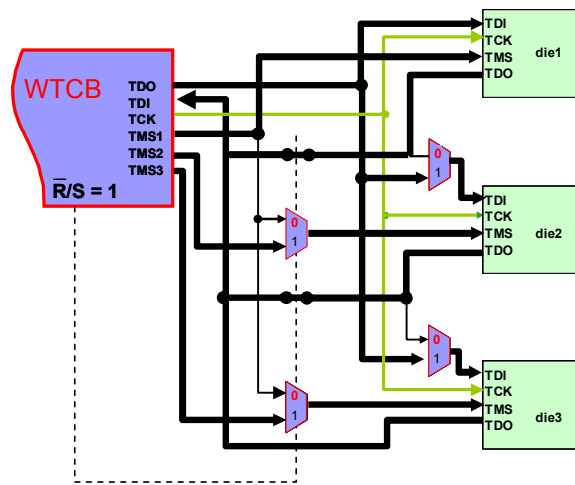 WTCB
TDO
TDI
TCK
TMS1
TMS2
TMS3
R̅/S = 1
TDI
TCK
TMS
TDO
die1
0
1
TDI
TCK
TMS
TDO
die2
0
1
0
1
TDI
TCK
TMS
TDO
die3
0
1